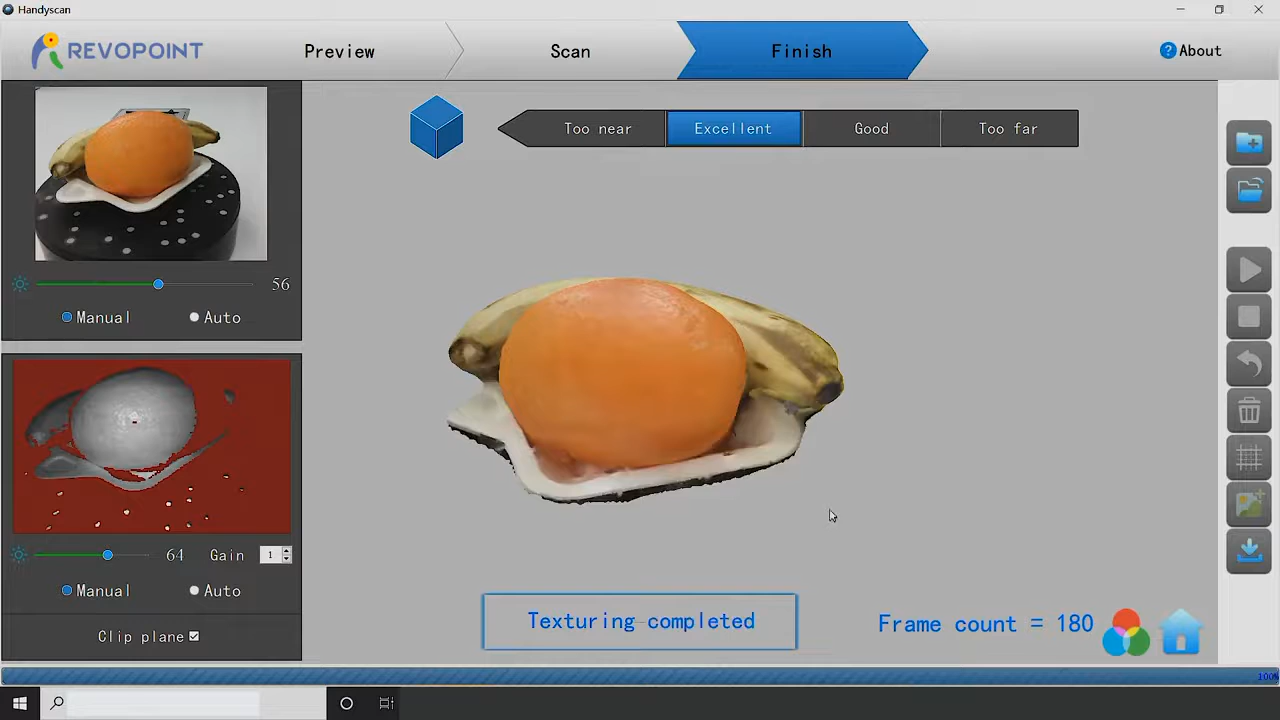 Handyscan
REVOPOINT
Preview
Scan
Finish
? About
Too near
Excellent
Good
Too far
56
Manual
Auto
64
Gain
1
Manual
Auto
Clip plane
Texturing completed
Frame count = 180
100%